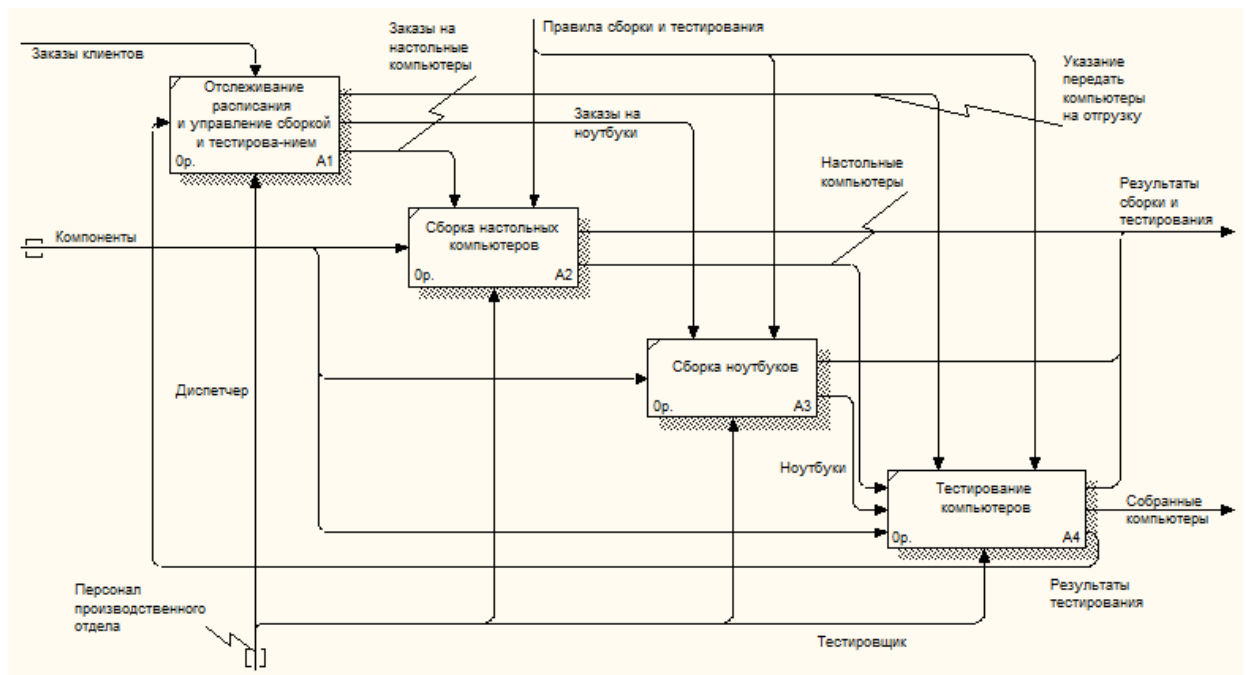 Заказы клиентов
Заказы на
настольные
компьютеры
Правила сборки и тестирования
Указание
передать
компьютеры
на отгрузку
Отслеживание
расписания
и управление сборкой
и тестирова-нием
0р.
A1
Заказы на
ноутбуки
Настольные
компьютеры
Результаты
сборки и
тестирования
Компоненты
Сборка настольных
компьютеров
0р.
A2
Диспетчер
Сборка ноутбуков
0р.
A3
Ноутбуки
Тестирование
компьютеров
0р.
A4
Собранные
компьютеры
Персонал
производственного
отдела
Результаты
тестирования
Тестировщик